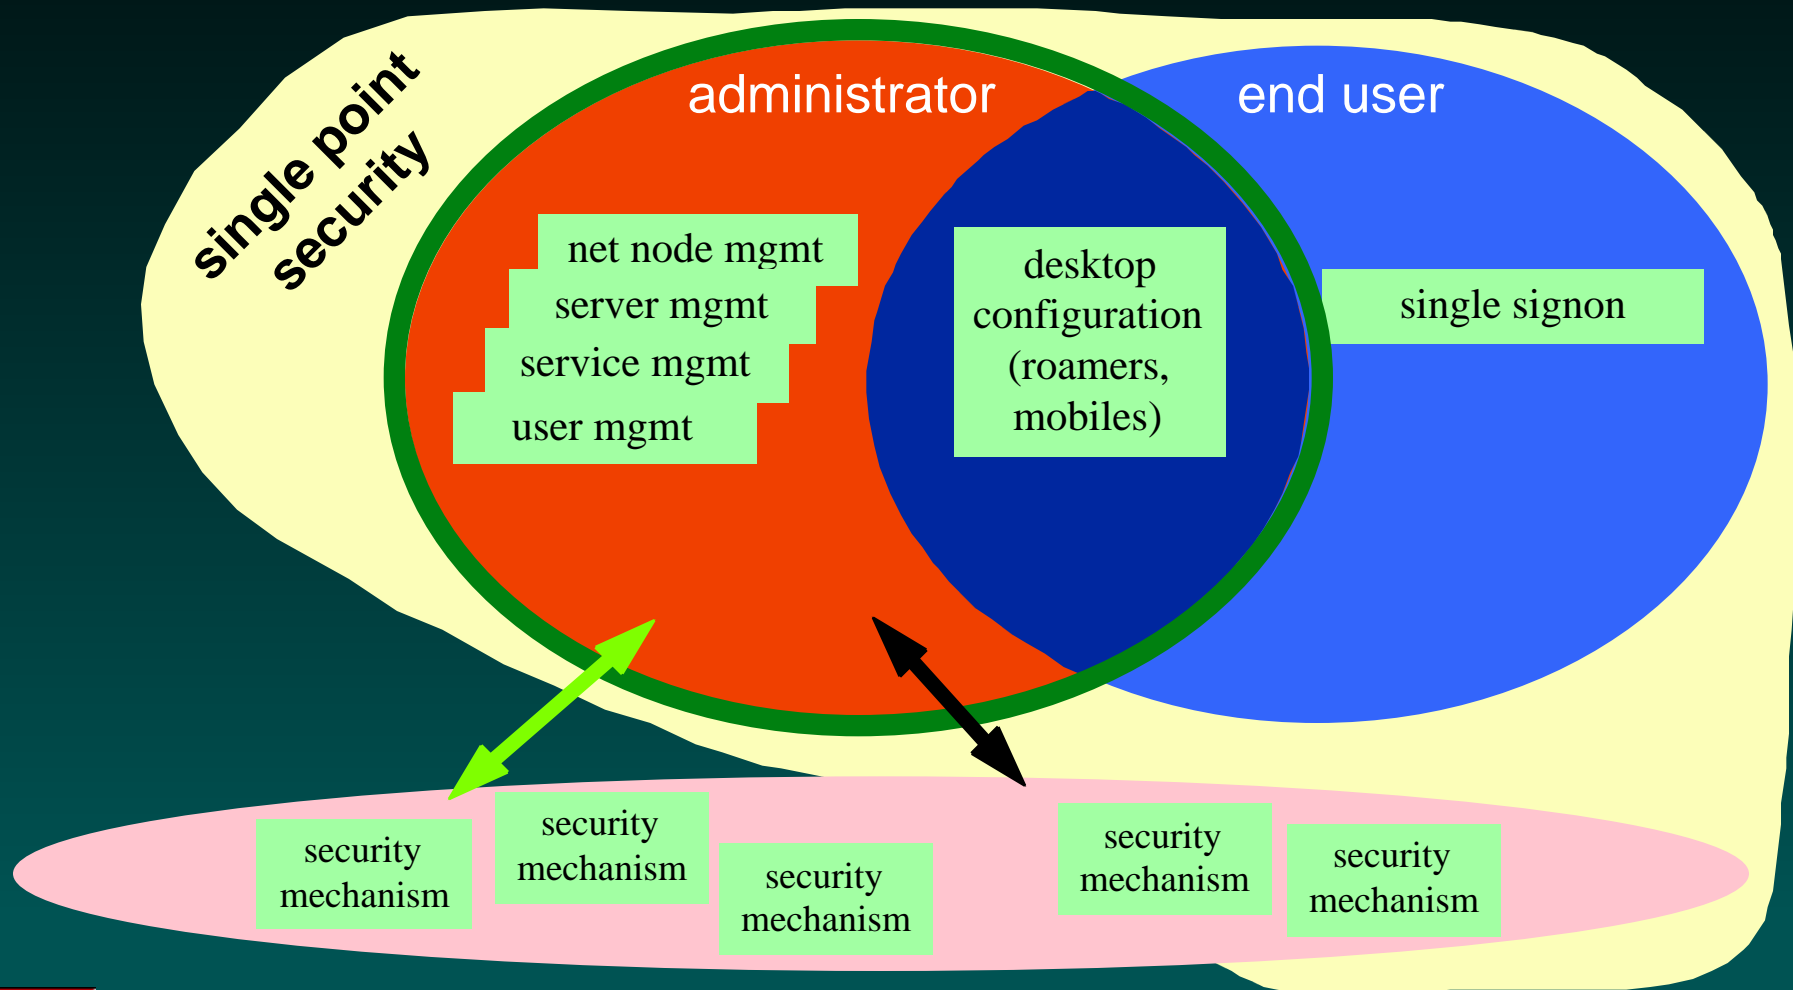 single point
security
administrator
end user
net node mgmt
server mgmt
service mgmt
user mgmt
desktop
configuration
(roamers,
mobiles)
single signon
security
mechanism
security
mechanism
security
mechanism
security
mechanism
security
mechanism